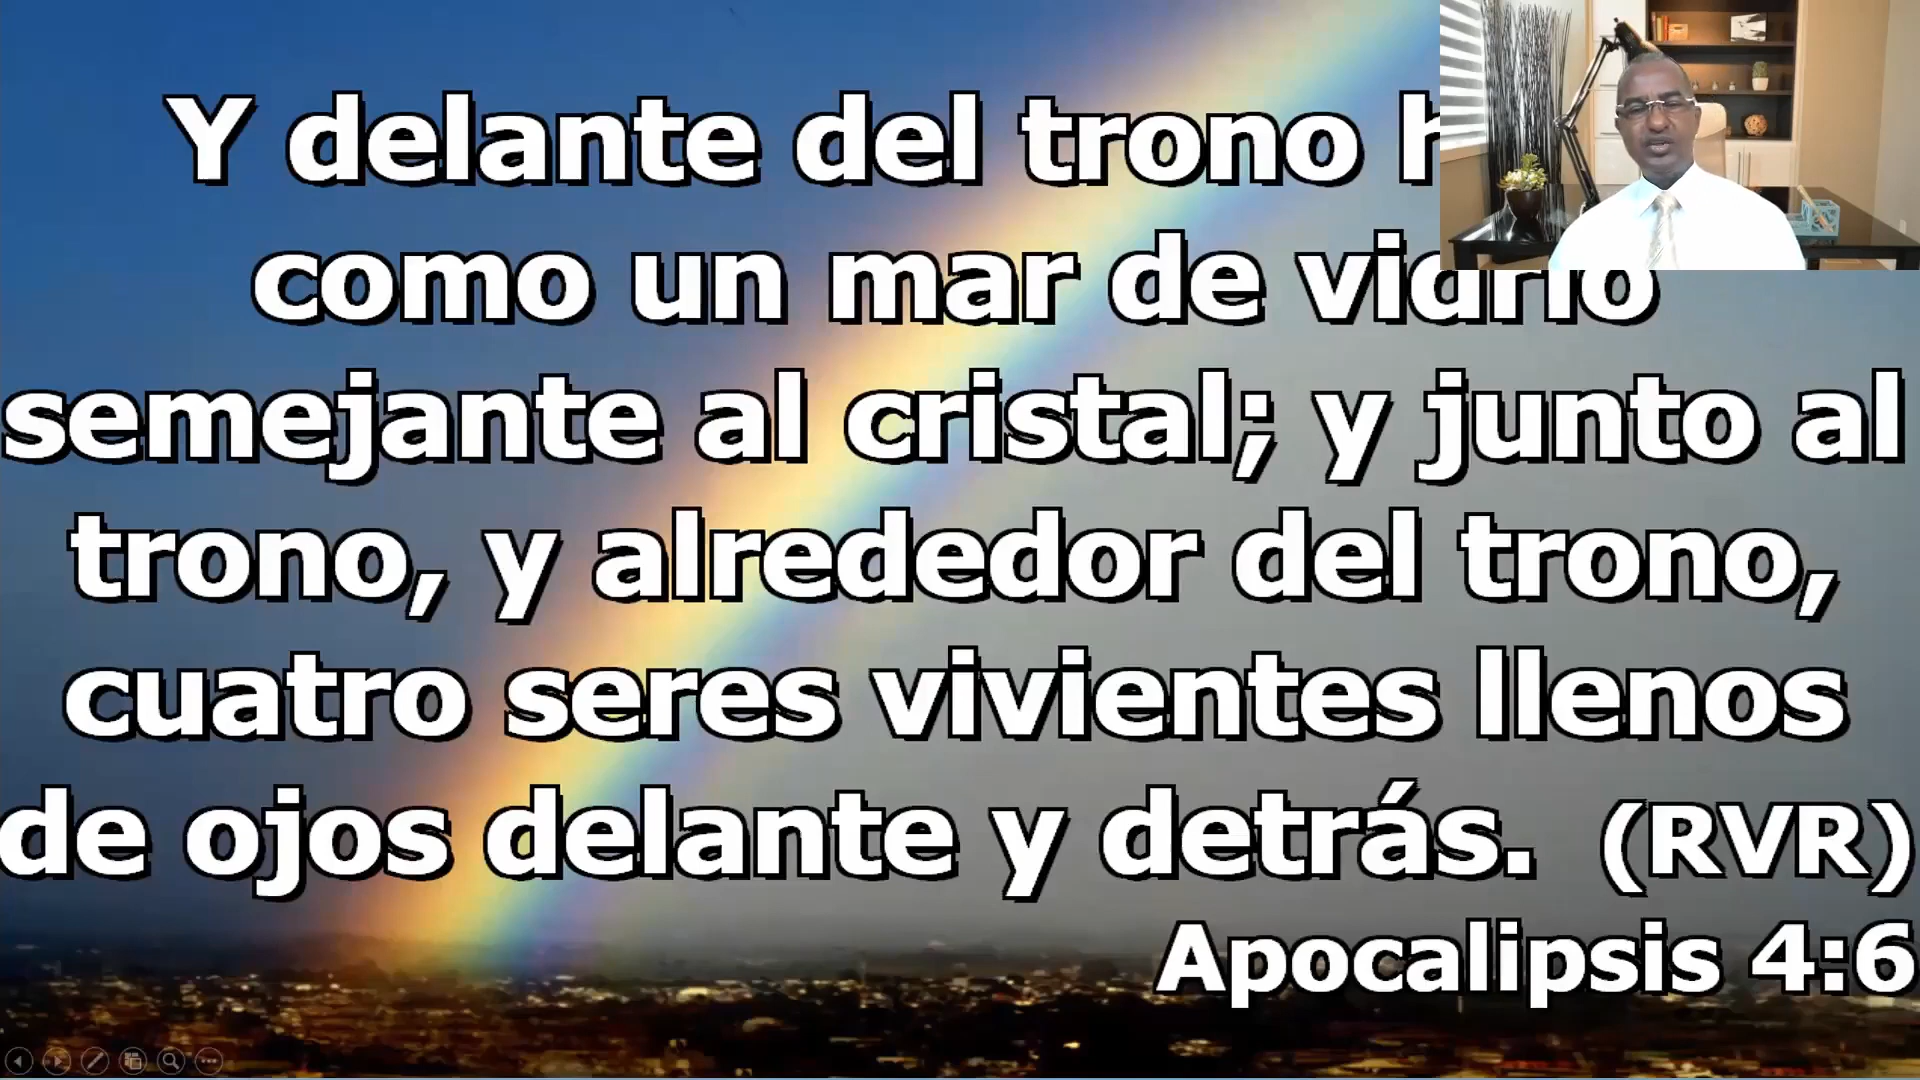 Y delante del trono
como un mar de vidrio
semejante al cristal; y junto al
trono, y alrededor del trono,
cuatro seres vivientes llenos
de ojos delante y detrás. (RVR)
Apocalipsis 4:6